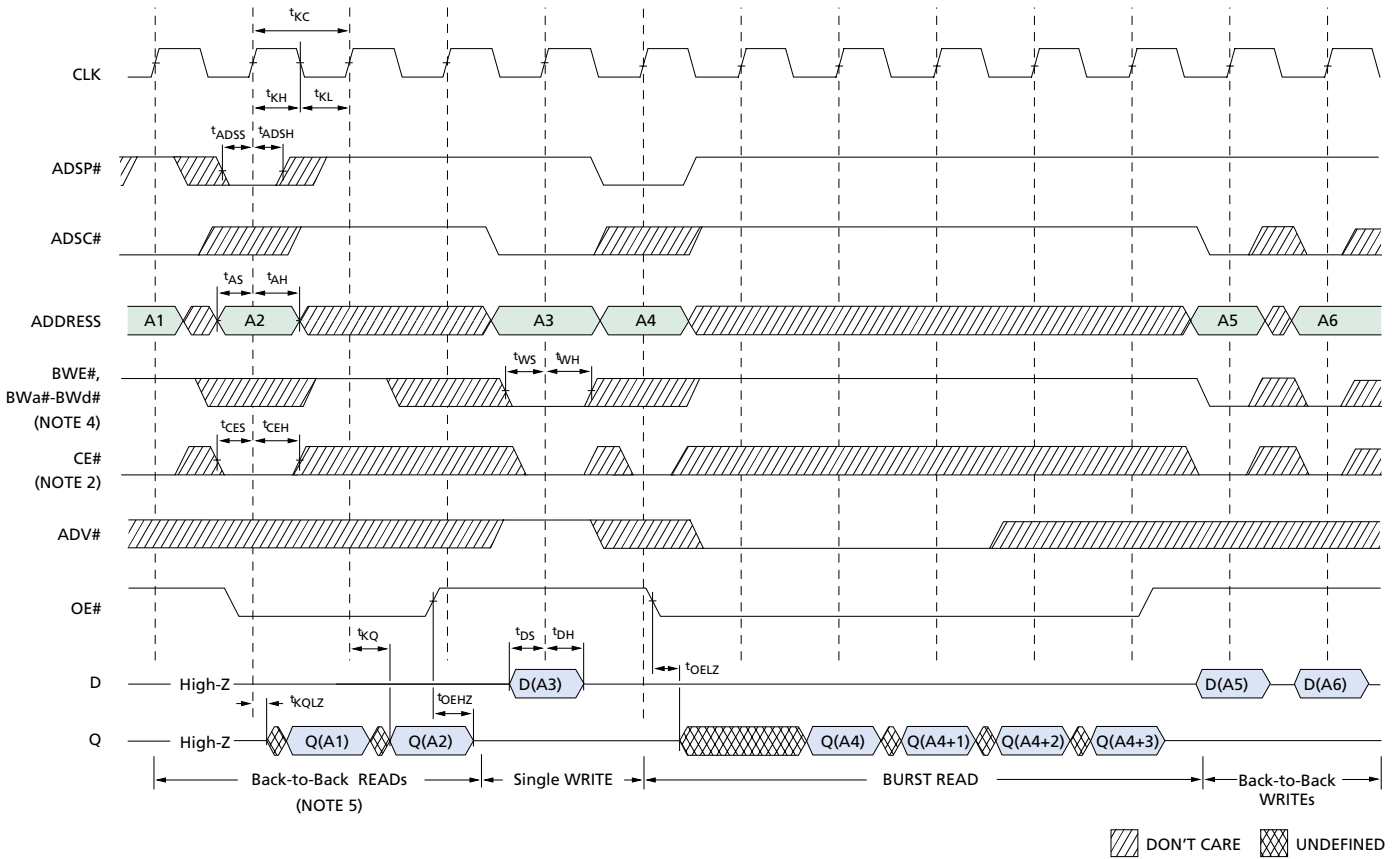 tKC
CLK
tKH
tKL
tADSS
tADSH
ADSP#
ADSC#
tAS
tAH
ADDRESS
A1
A2
A3
A4
A5
A6
BWE#,
BWa#-BWd#
(NOTE 4)
tWS
tWH
tCES
tCEH
CE#
(NOTE 2)
ADV#
OE#
tKQ
tDS
tDH
tOELZ
D
High-Z
D(A3)
D(A5)
D(A6)
tKQLZ
tOEHZ
Q
High-Z
Q(A1)
Q(A2)
Q(A4)
Q(A4+1)
Q(A4+2)
Q(A4+3)
Back-to-Back READs
(NOTE 5)
Single WRITE
BURST READ
Back-to-Back
WRITEs
DON'T CARE
UNDEFINED